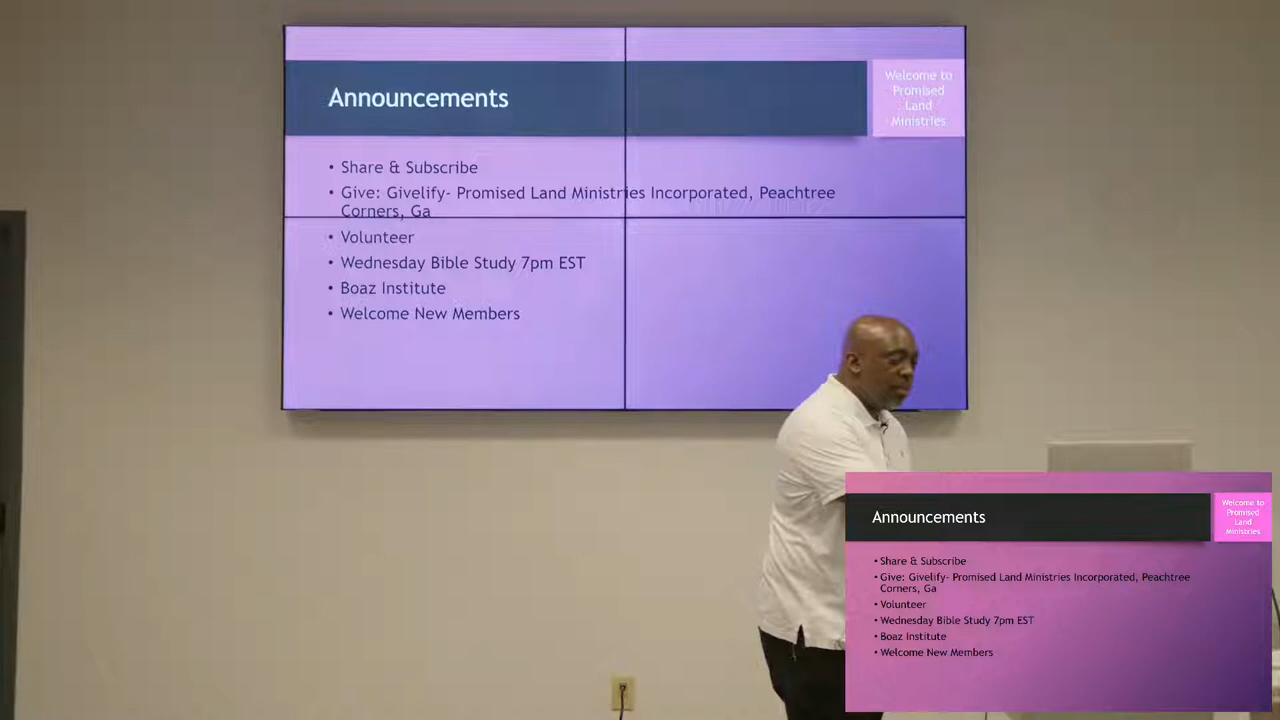 Announcements
Welcome to
Promised
Land
Ministries
• Share & Subscribe
• Give: Givelify- Promised Land Ministries Incorporated, Peachtree
Corners, Ga
• Volunteer
• Wednesday Bible Study 7pm EST
• Boaz Institute
• Welcome New Members
Announcements
Welcome to
Promised
Land
Ministries
• Share & Subscribe
• Give: Givelify- Promised Land Ministries Incorporated, Peachtree
Corners, Ga
• Volunteer
• Wednesday Bible Study 7pm EST
• Boaz Institute
• Welcome New Members